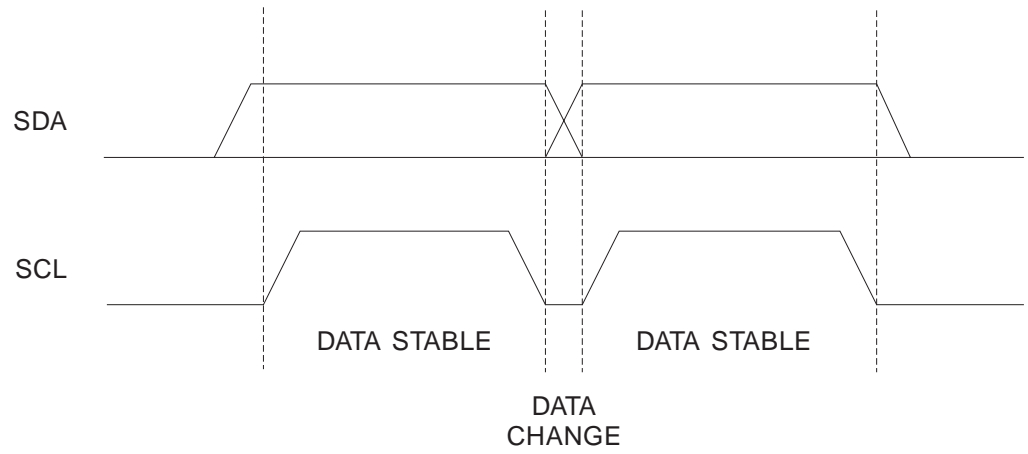 SDA
SCL
DATA STABLE
DATA STABLE
DATA
CHANGE